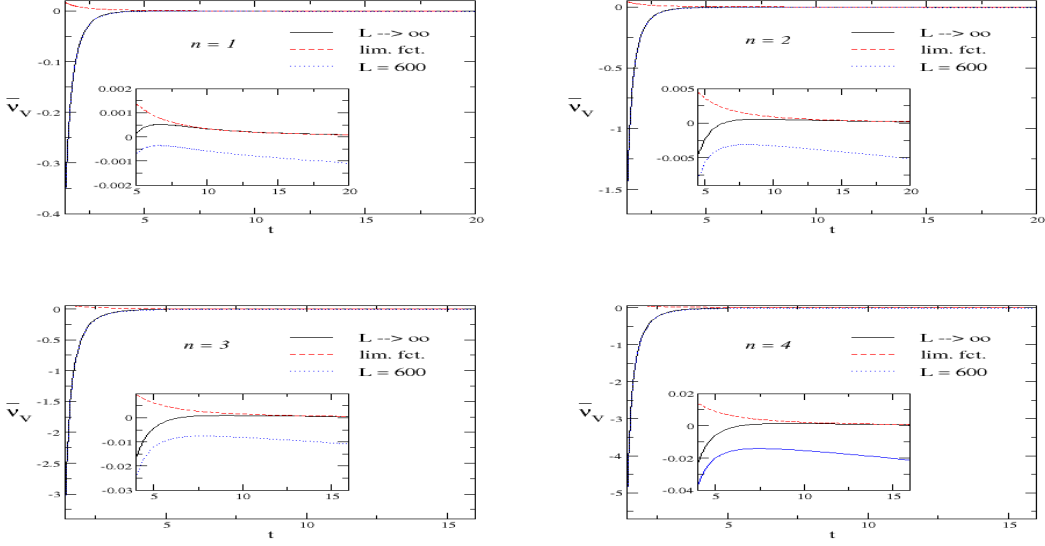 0
-0.1
-0.2
-0.3
-0.4
5
10
15
20
t
ν̄_V
n = 1
L --> oo
lim. fct.
L = 600
0.002
0.001
0
-0.001
-0.002
5
10
15
20
0
-0.5
-1
-1.5
5
10
15
20
t
ν̄_V
n = 2
L --> oo
lim. fct.
L = 600
0.005
0
-0.005
5
10
15
20
0
-0.5
-1
-1.5
-2
-2.5
-3
5
10
15
t
ν̄_V
n = 3
L --> oo
lim. fct.
L = 600
0
-0.01
-0.02
-0.03
5
10
15
0
-1
-2
-3
-4
-5
5
10
15
t
ν̄_V
n = 4
L --> oo
lim. fct.
L = 600
0.02
0
-0.02
-0.04
5
10
15